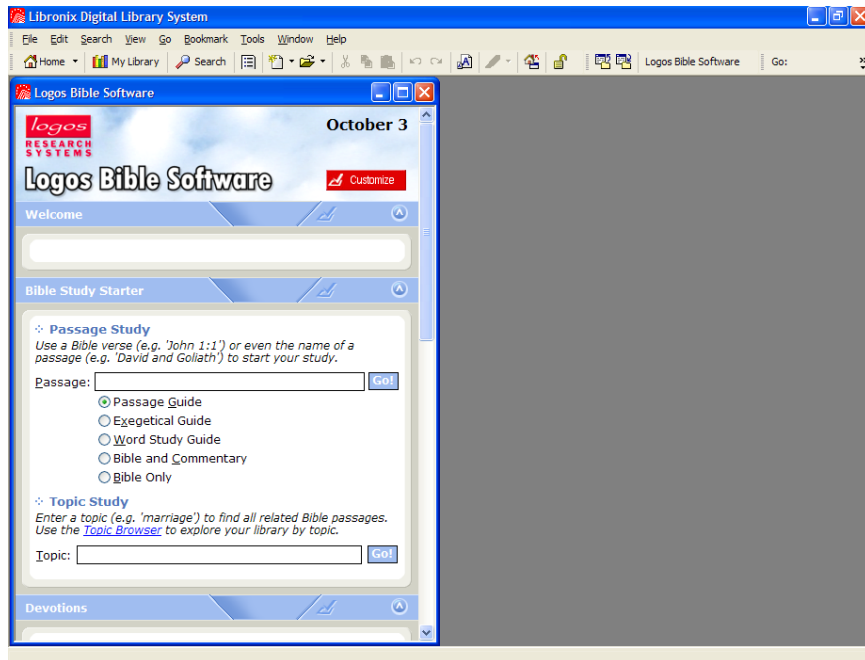 Libronix Digital Library System
File Edit Search View Go Bookmark Tools Window Help
Home My Library Search Logos Bible Software Go:
Logos Bible Software
logos
RESEARCH
SYSTEMS
October 3
Logos Bible Software
Customize
Welcome
Bible Study Starter
Passage Study
Use a Bible verse (e.g. 'John 1:1') or even the name of a
passage (e.g. 'David and Goliath') to start your study.
Passage: Go!
Passage Guide
Exegetical Guide
Word Study Guide
Bible and Commentary
Bible Only
Topic Study
Enter a topic (e.g. 'marriage') to find all related Bible passages.
Use the Topic Browser to explore your library by topic.
Topic: Go!
Devotions